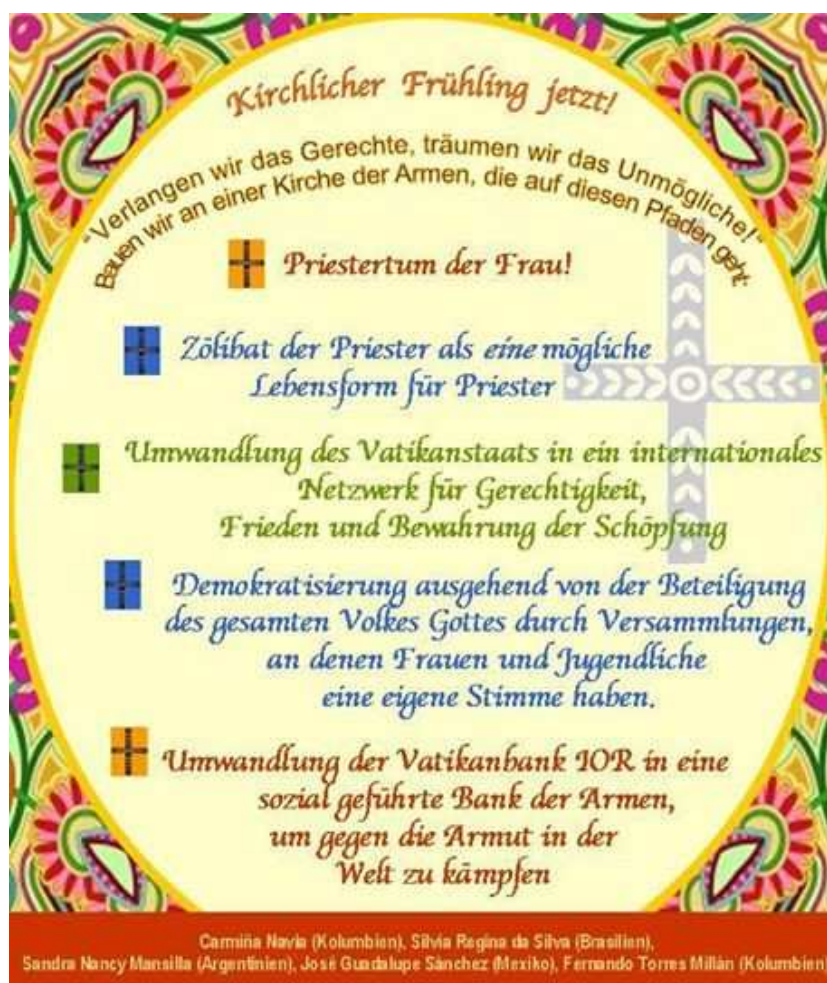 Kirchlicher Frühling jetzt!
"Verlangen wir das Gerechte, träumen wir das Unmögliche!"
Bauen wir an einer Kirche der Armen, die auf diesen Pfaden geht:
Priestertum der Frau!
Zölibat der Priester als eine mögliche
Lebensform für Priester
Umwandlung des Vatikanstaats in ein internationales
Netzwerk für Gerechtigkeit,
Frieden und Bewahrung der Schöpfung
Demokratisierung ausgehend von der Beteiligung
des gesamten Volkes Gottes durch Versammlungen,
an denen Frauen und Jugendliche
eine eigene Stimme haben.
Umwandlung der Vatikanbank IOR in eine
sozial geführte Bank der Armen,
um gegen die Armut in der
Welt zu kämpfen
Carmiña Navia (Kolumbien), Silvia Regina da Silva (Brasilien),
Sandra Nancy Mansilla (Argentinien), José Guadalupe Sánchez (Mexiko), Fernando Torres Millán (Kolumbien)